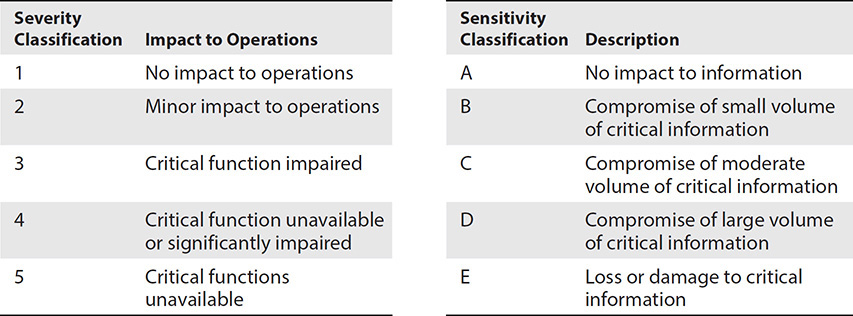 Severity
Classification Impact to Operations
1 No impact to operations
2 Minor impact to operations
3 Critical function impaired
4 Critical function unavailable
or significantly impaired
5 Critical functions
unavailable
Sensitivity
Classification Description
A No impact to information
B Compromise of small volume
of critical information
C Compromise of moderate
volume of critical information
D Compromise of large volume
of critical information
E Loss or damage to critical
information